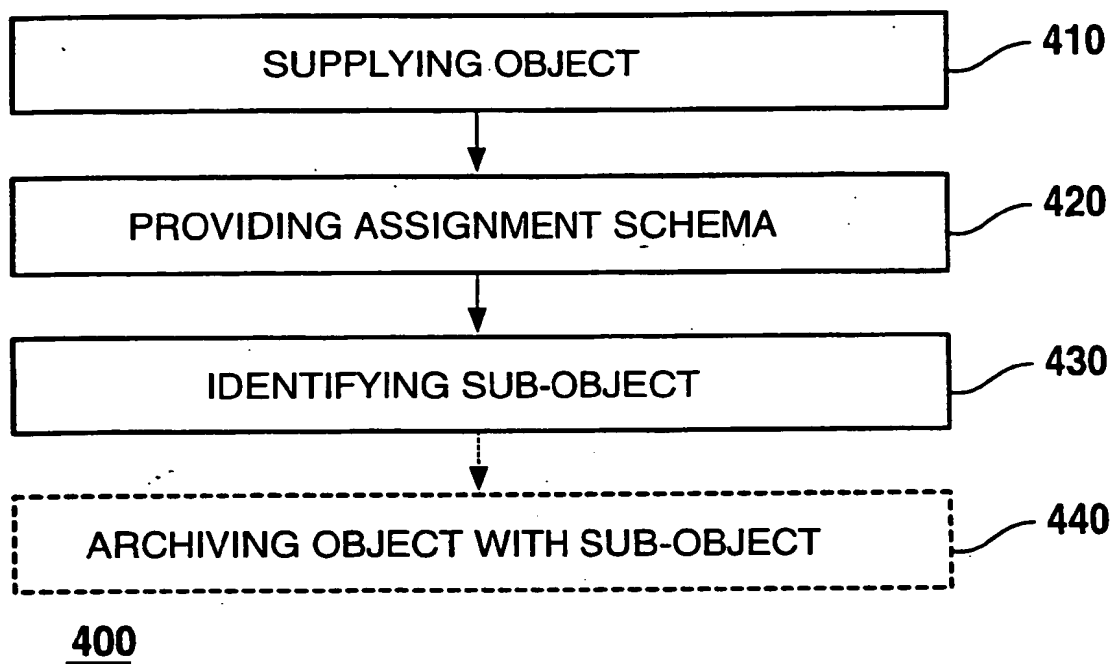 SUPPLYING OBJECT
410
PROVIDING ASSIGNMENT SCHEMA
420
IDENTIFYING SUB-OBJECT
430
ARCHIVING OBJECT WITH SUB-OBJECT
440
400